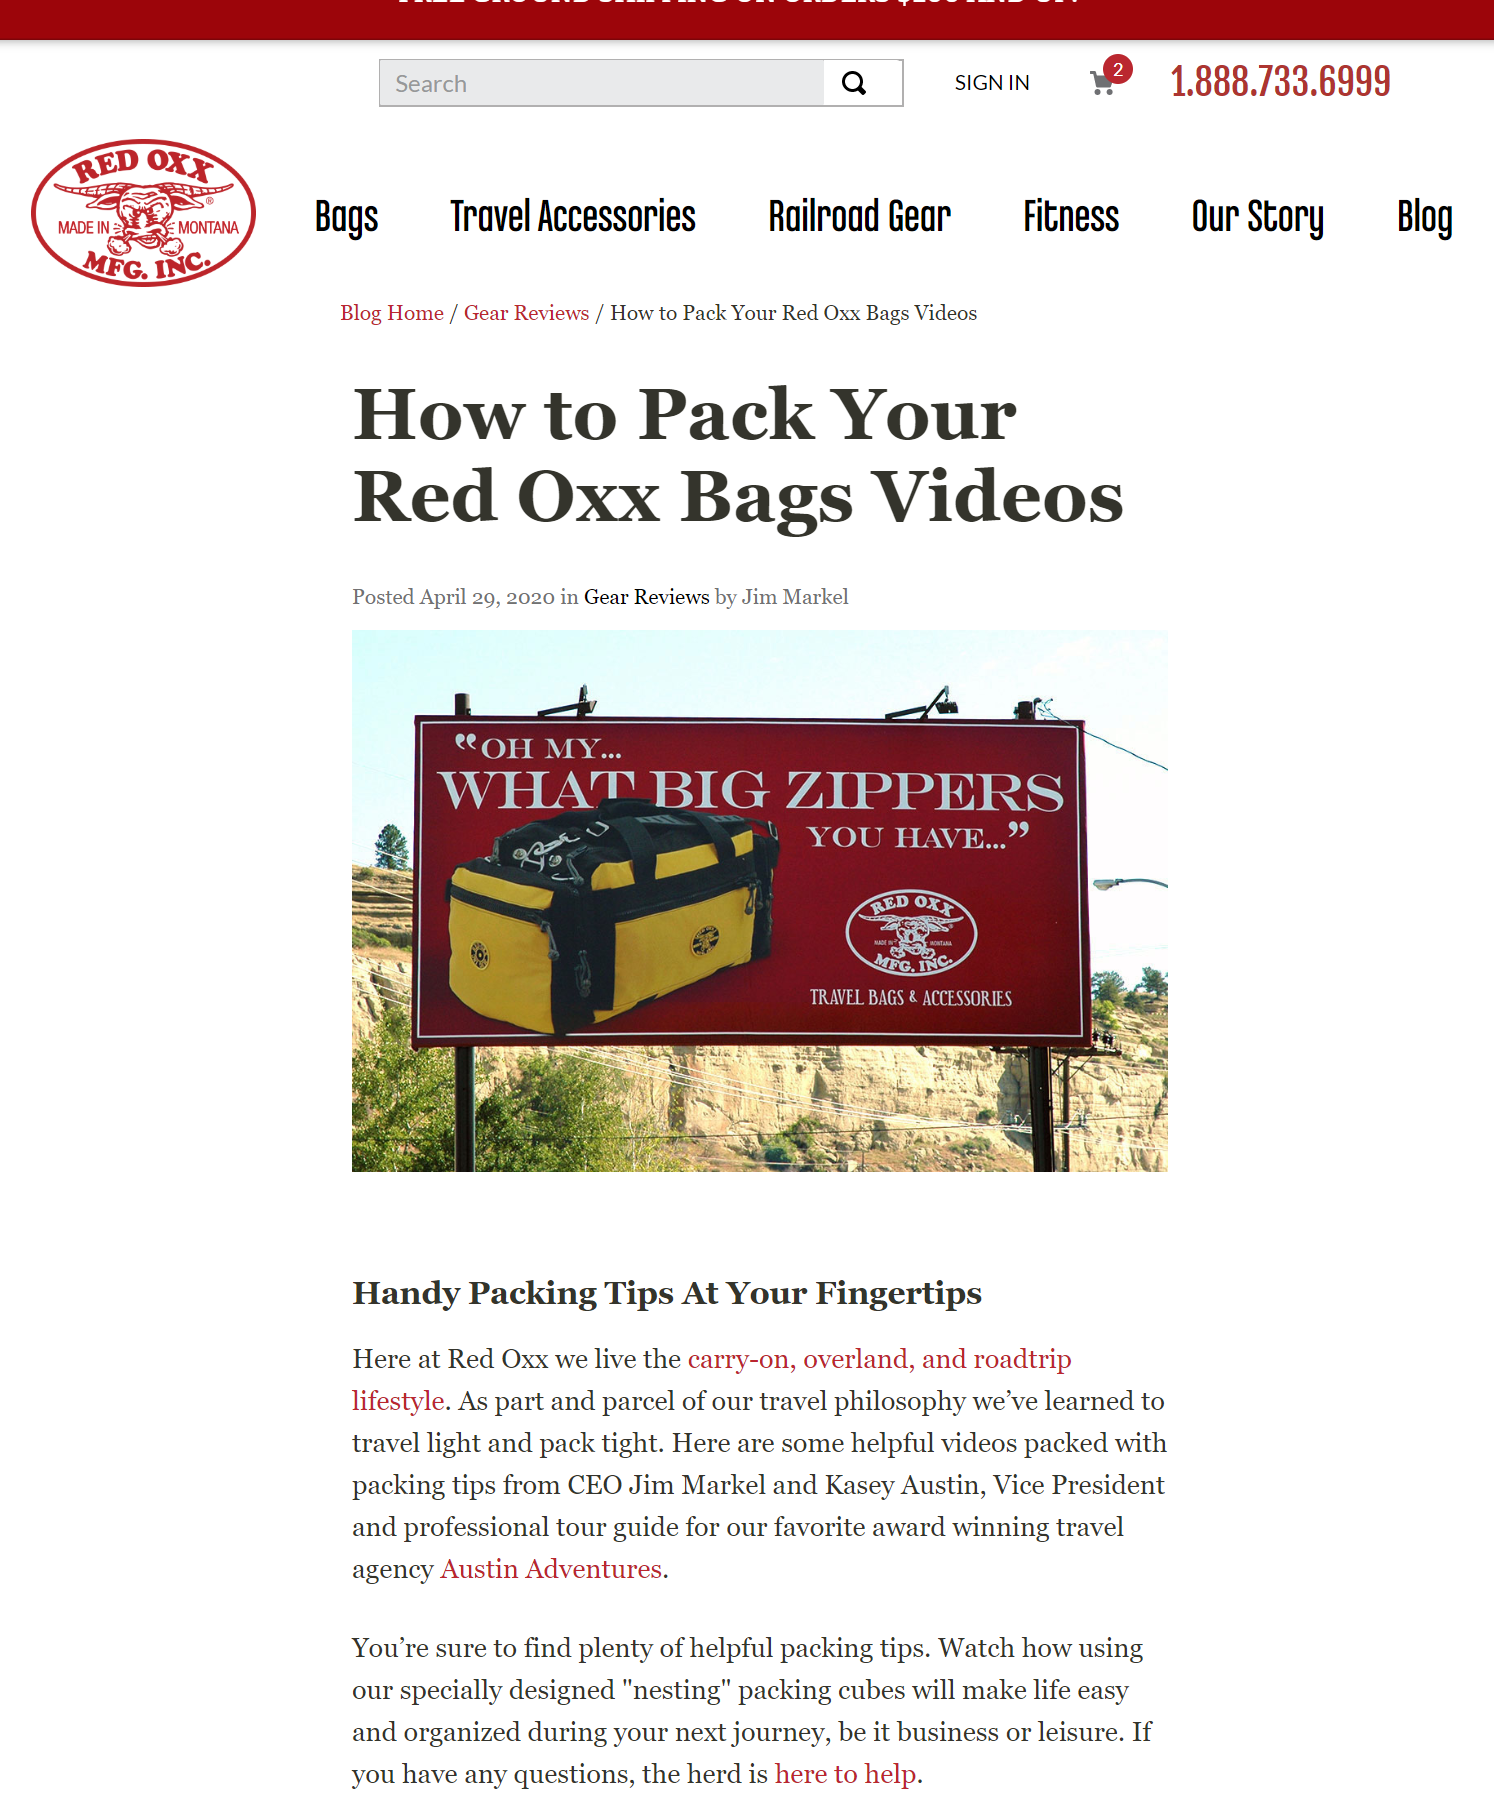 FREE GROUND SHIPPING ON ORDERS $100 AND UP!
Search
SIGN IN
2
1.888.733.6999
RED OXX
MADE IN MONTANA
MFG. INC.
®
Bags
Travel Accessories
Railroad Gear
Fitness
Our Story
Blog
Blog Home / Gear Reviews / How to Pack Your Red Oxx Bags Videos
How to Pack Your
Red Oxx Bags Videos
Posted April 29, 2020 in Gear Reviews by Jim Markel
“OH MY...
WHAT BIG ZIPPERS
YOU HAVE...”
RED OXX
MADE IN MONTANA
MFG. INC.
TRAVEL BAGS & ACCESSORIES
Handy Packing Tips At Your Fingertips
Here at Red Oxx we live the carry-on, overland, and roadtrip
lifestyle. As part and parcel of our travel philosophy we’ve learned to
travel light and pack tight. Here are some helpful videos packed with
packing tips from CEO Jim Markel and Kasey Austin, Vice President
and professional tour guide for our favorite award winning travel
agency Austin Adventures.
You’re sure to find plenty of helpful packing tips. Watch how using
our specially designed "nesting" packing cubes will make life easy
and organized during your next journey, be it business or leisure. If
you have any questions, the herd is here to help.